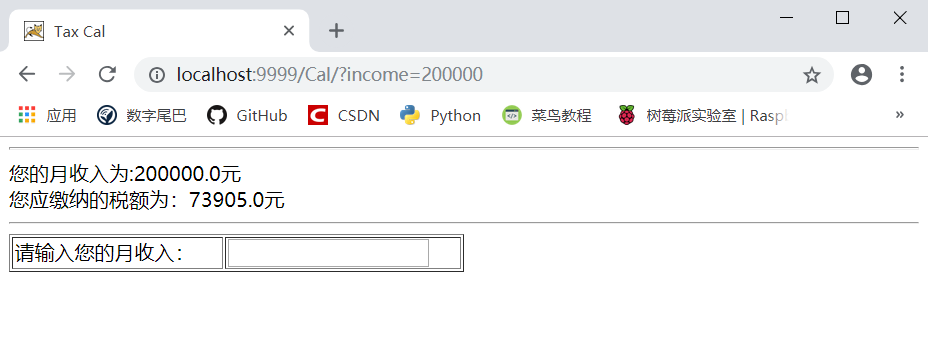 Tax Cal
localhost:9999/Cal/?income=200000
应用 数字尾巴 GitHub CSDN Python 菜鸟教程 树莓派实验室 | Rasp
您的月收入为:200000.0元
您应缴纳的税额为：73905.0元
请输入您的月收入：